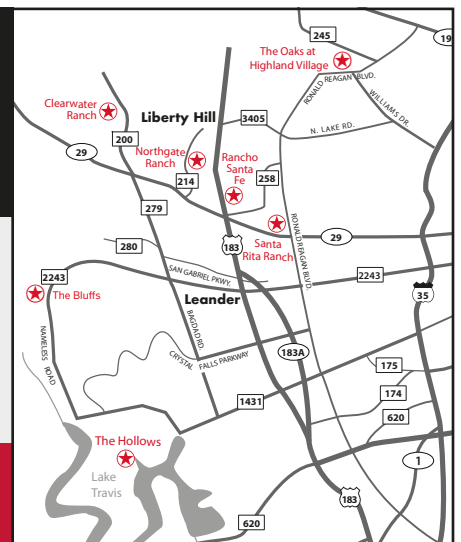 245
19
The Oaks at
Highland Village
RONALD REAGAN BLVD.
WILLIAMS DR.
Clearwater
Ranch
Liberty Hill
3405
N. LAKE RD.
200
29
Northgate
Ranch
Rancho
Santa
Fe
214
258
279
RONALD REAGAN BLVD.
280
183
Santa
Rita Ranch
29
2243
SAN GABRIEL PKWY.
2243
The Bluffs
Leander
35
BAGDAD RD.
NAMELESS ROAD
CRYSTAL FALLS PARKWAY
183A
175
174
1431
620
The Hollows
1
Lake
Travis
183
620